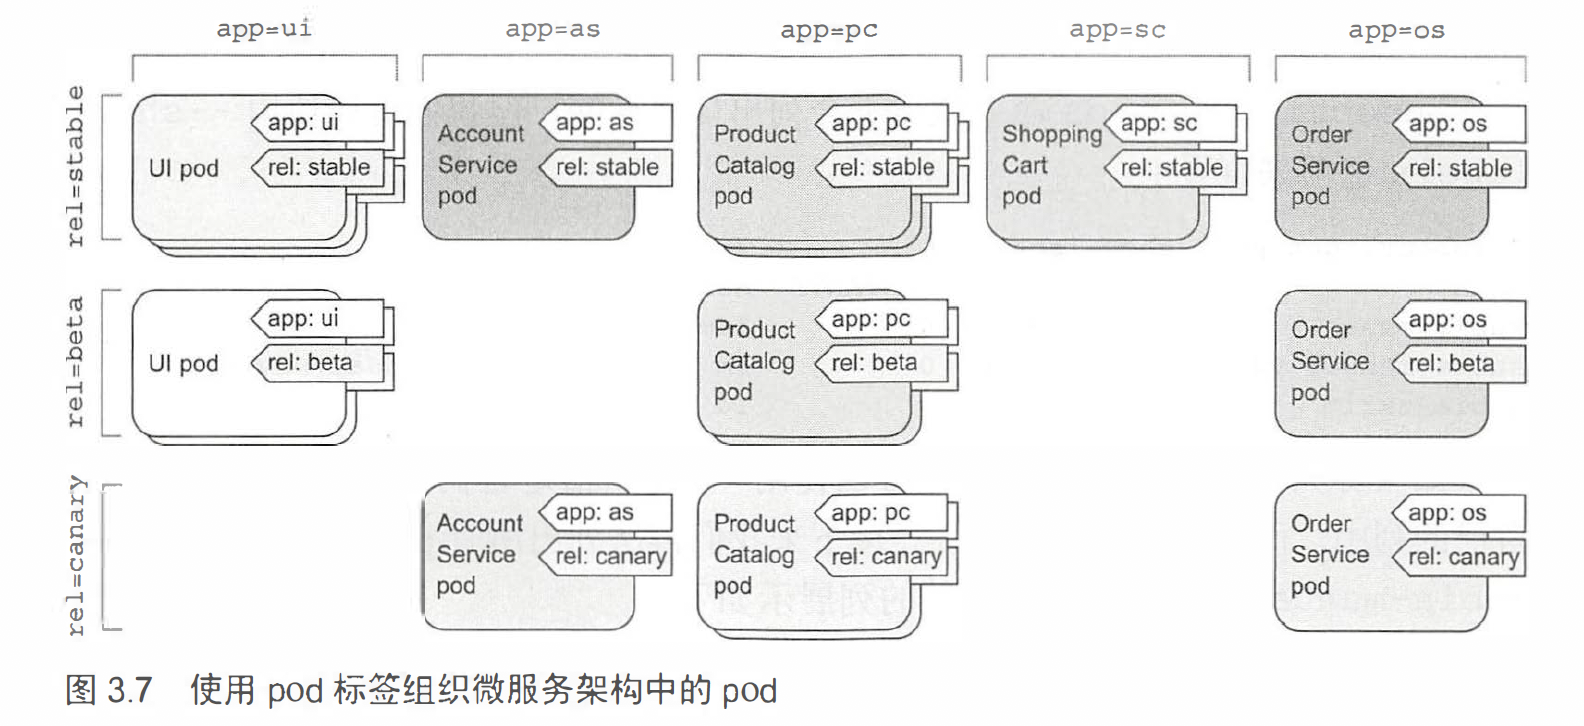 app=ui
app=as
app=pc
app=sc
app=os
rel=stable
UI pod
app: ui
rel: stable
Account
Service
pod
app: as
rel: stable
Product
Catalog
pod
app: pc
rel: stable
Shopping
Cart
pod
app: sc
rel: stable
Order
Service
pod
app: os
rel: stable
rel=beta
UI pod
app: ui
rel: beta
Product
Catalog
pod
app: pc
rel: beta
Order
Service
pod
app: os
rel: beta
rel=canary
Account
Service
pod
app: as
rel: canary
Product
Catalog
pod
app: pc
rel: canary
Order
Service
pod
app: os
rel: canary
图 3.7 使用 pod 标签组织微服务架构中的 pod